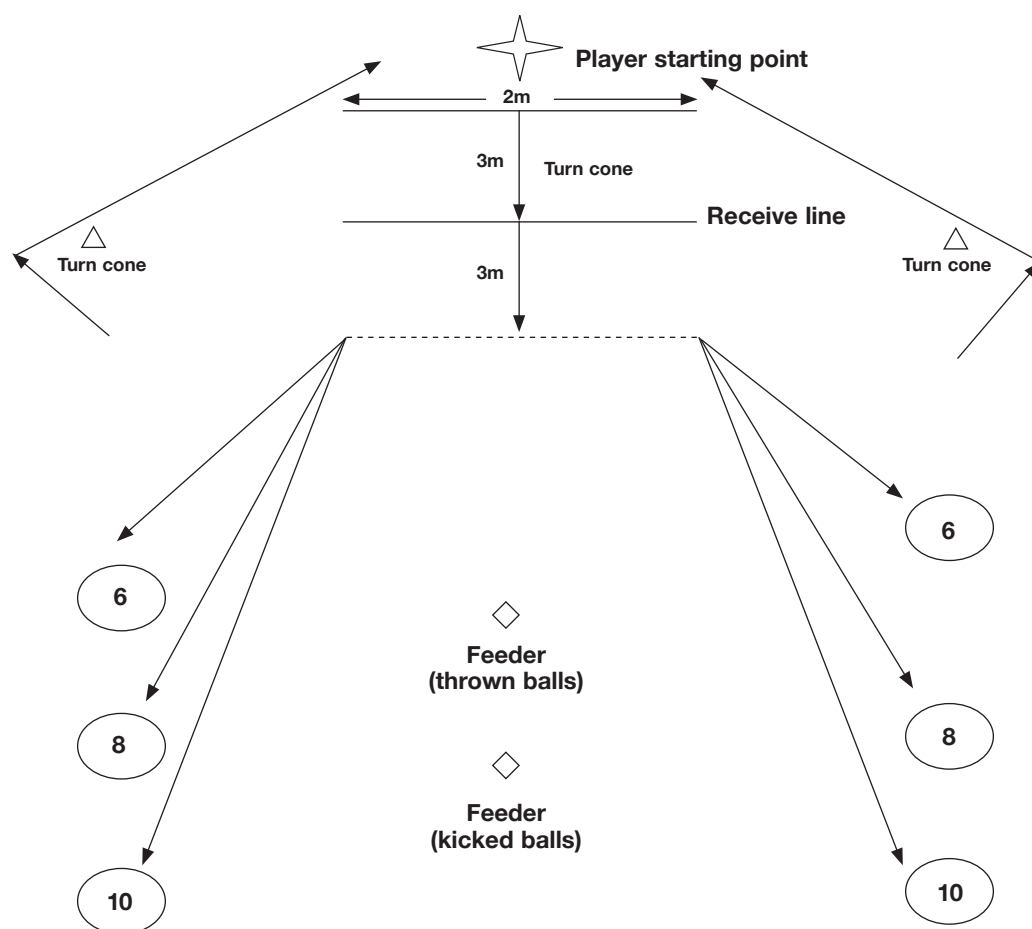 Player starting point
2m
3m
Turn cone
Receive line
Turn cone
Turn cone
3m
6
6
Feeder
(thrown balls)
8
8
Feeder
(kicked balls)
10
10